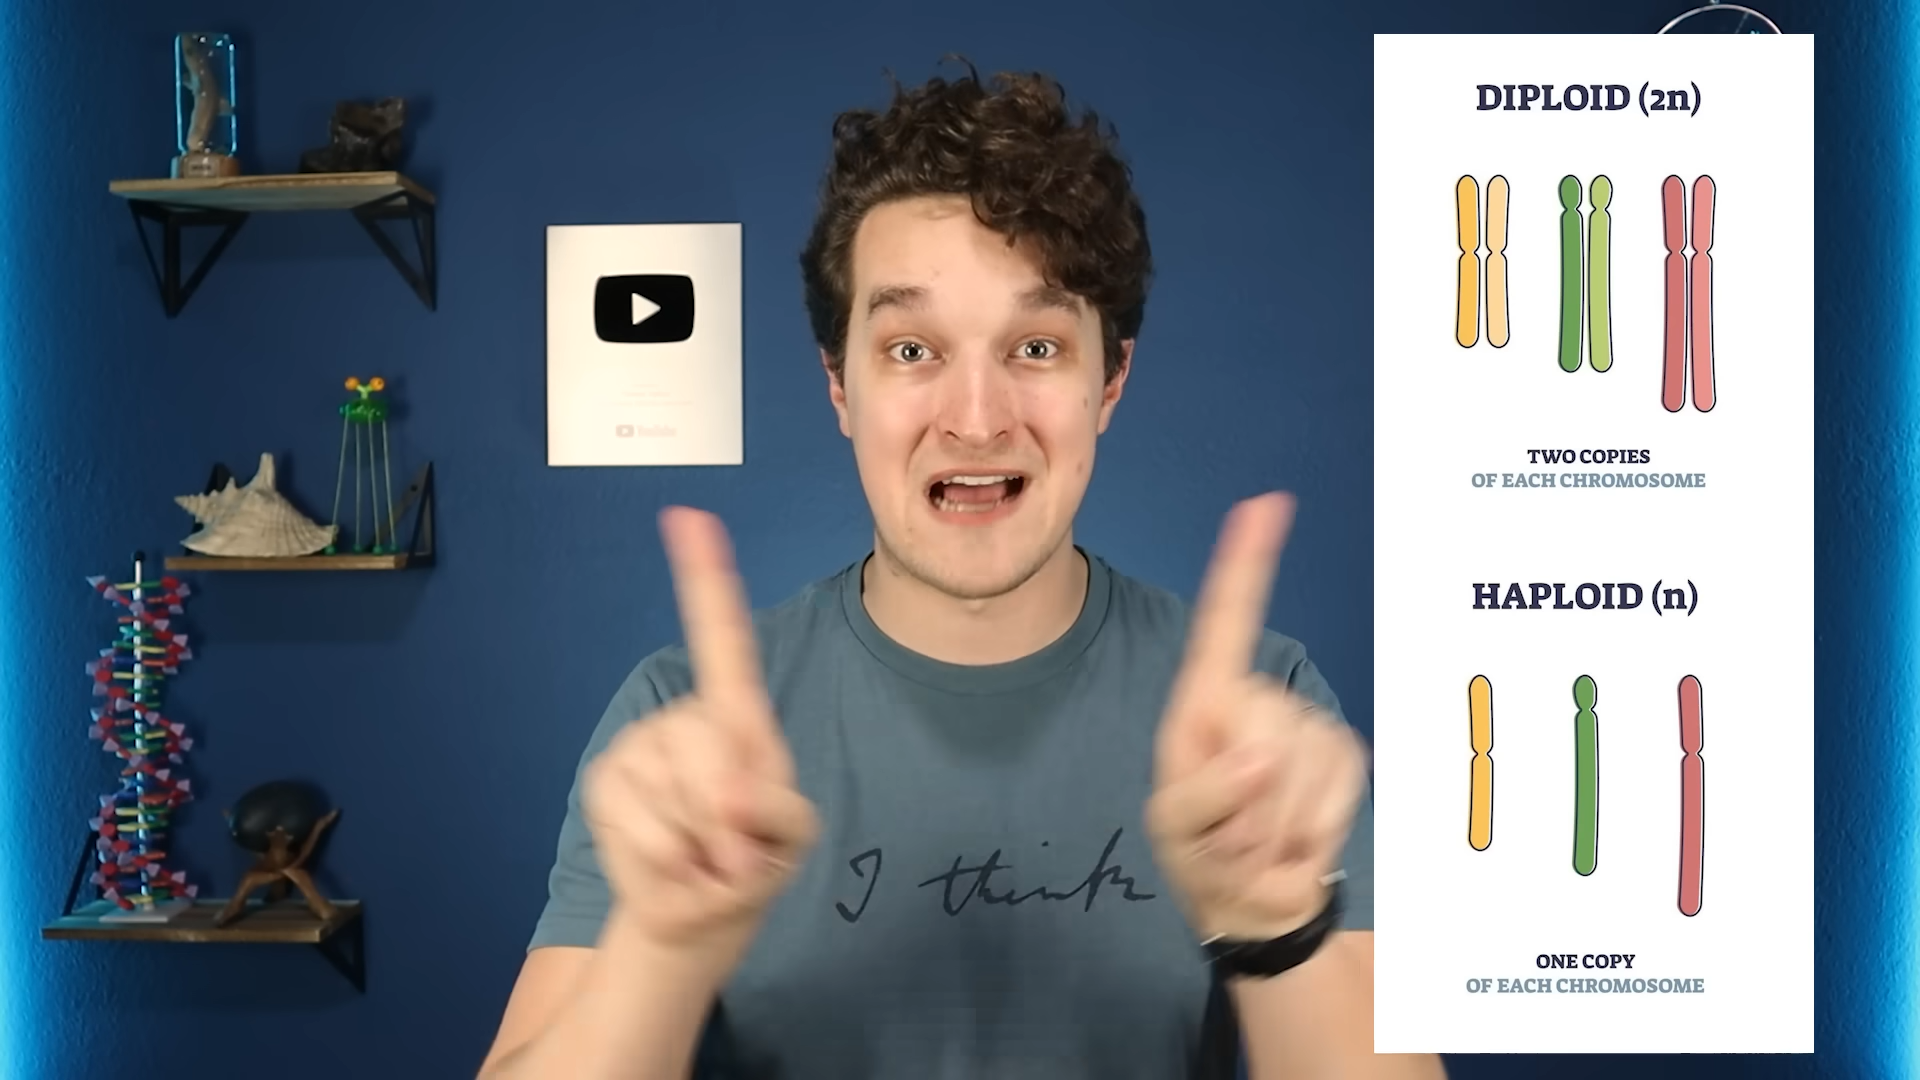 DIPLOID (2n)
TWO COPIES
OF EACH CHROMOSOME
HAPLOID (n)
ONE COPY
OF EACH CHROMOSOME
I think